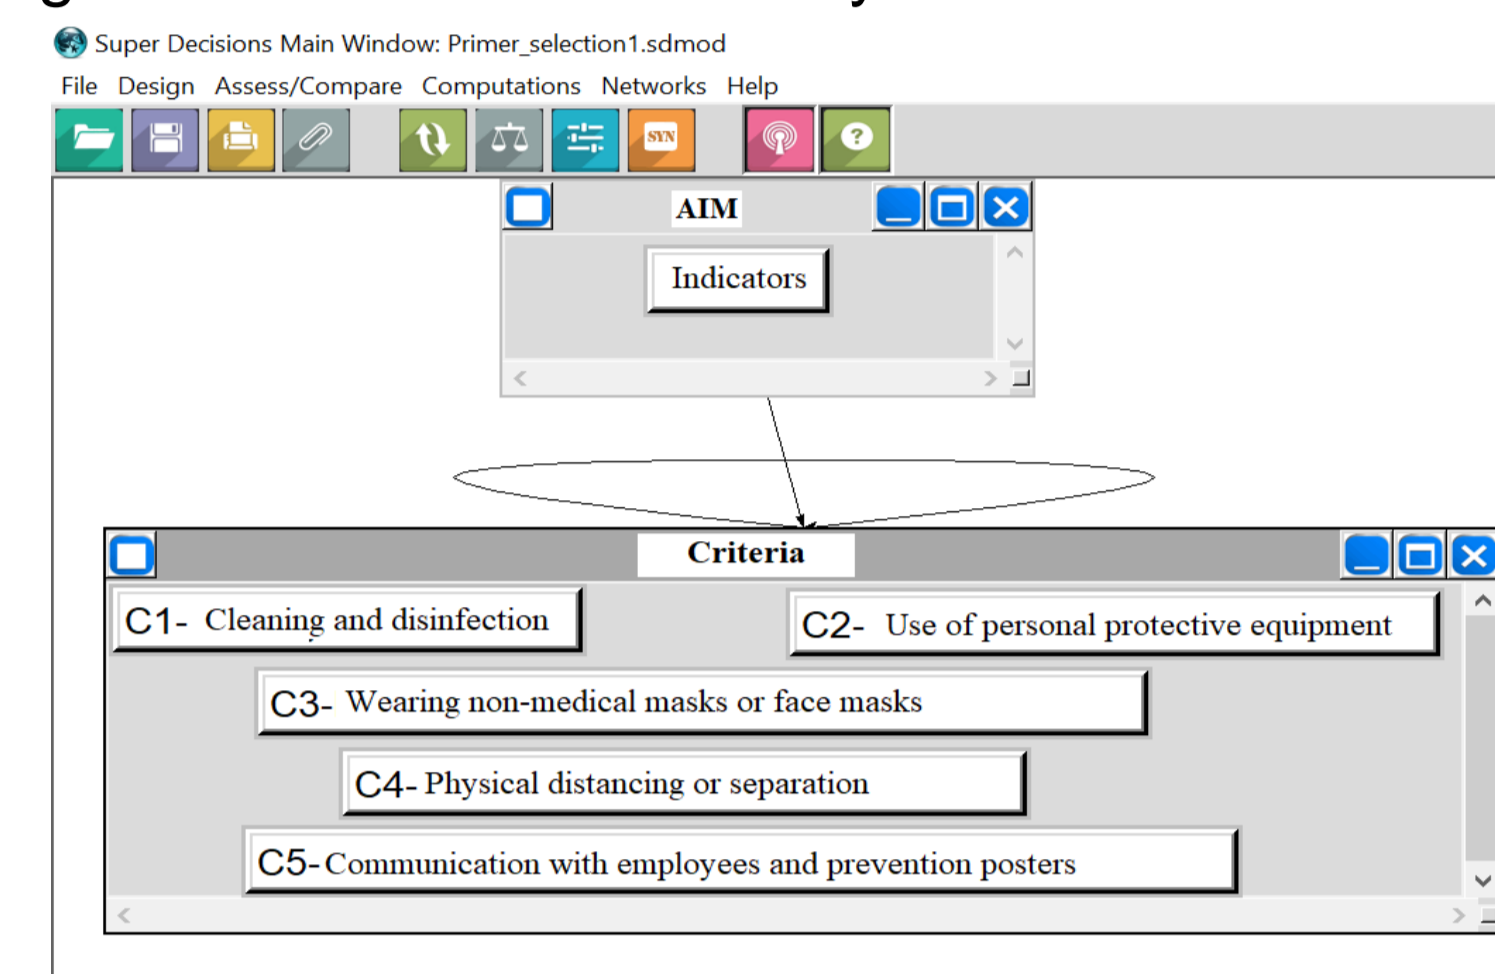 Super Decisions Main Window: Primer_selection1.sdmod
File Design Assess/Compare Computations Networks Help
SYN ?
AIM
Indicators
Criteria
C1- Cleaning and disinfection
C2- Use of personal protective equipment
C3- Wearing non-medical masks or face masks
C4- Physical distancing or separation
C5- Communication with employees and prevention posters